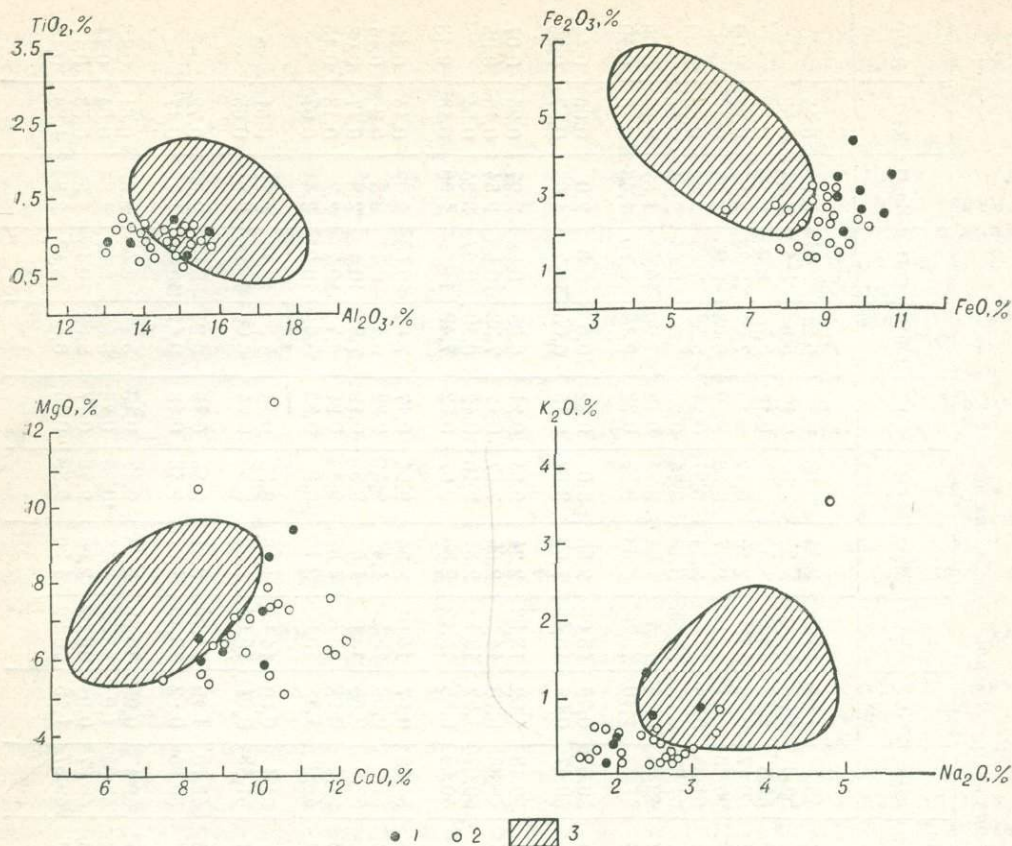 TiO₂,%
3,5
2,5
1,5
0,5
12 14 16 18 Al₂O₃,%
Fe₂O₃,%
7
5
3
1
3 5 7 9 11 FeO,%
MgO,%
12
10
8
6
4
6 8 10 12 CaO,%
K₂O.%
4
3
2
1
2 3 4 5 Na₂O.%
1 2 3